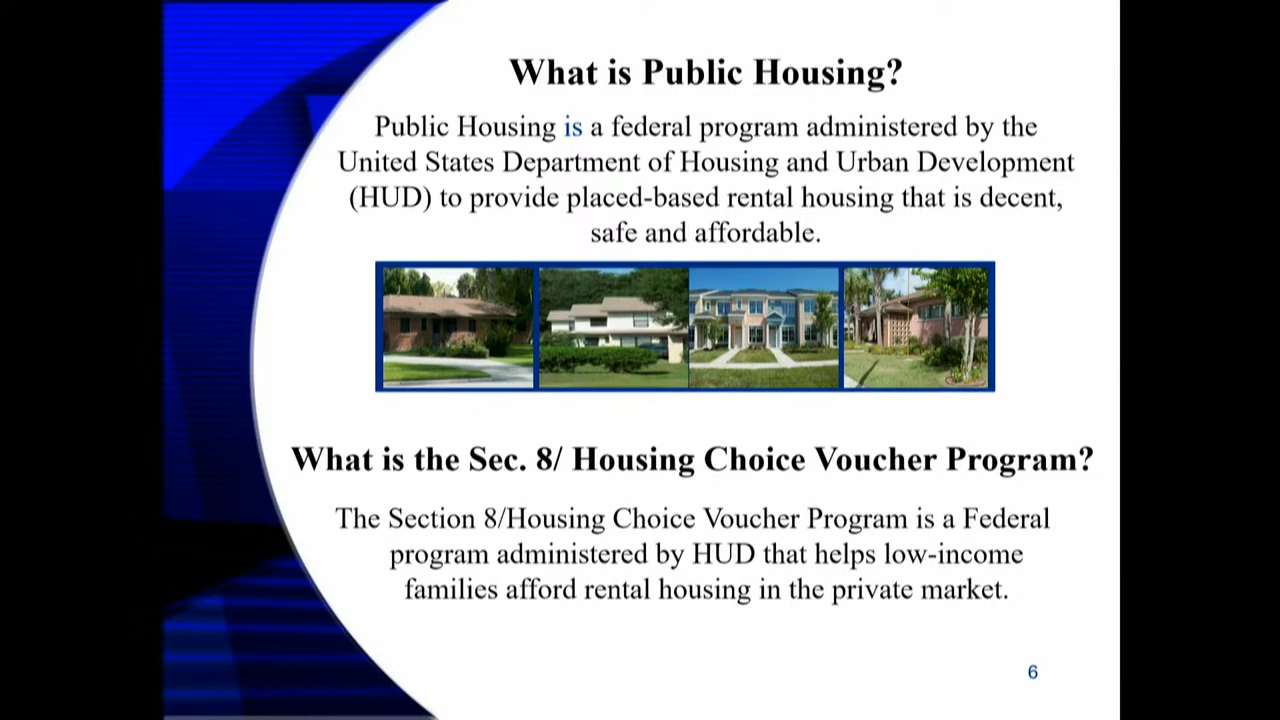 What is Public Housing?
Public Housing is a federal program administered by the
United States Department of Housing and Urban Development
(HUD) to provide placed-based rental housing that is decent,
safe and affordable.
What is the Sec. 8/ Housing Choice Voucher Program?
The Section 8/Housing Choice Voucher Program is a Federal
program administered by HUD that helps low-income
families afford rental housing in the private market.
6